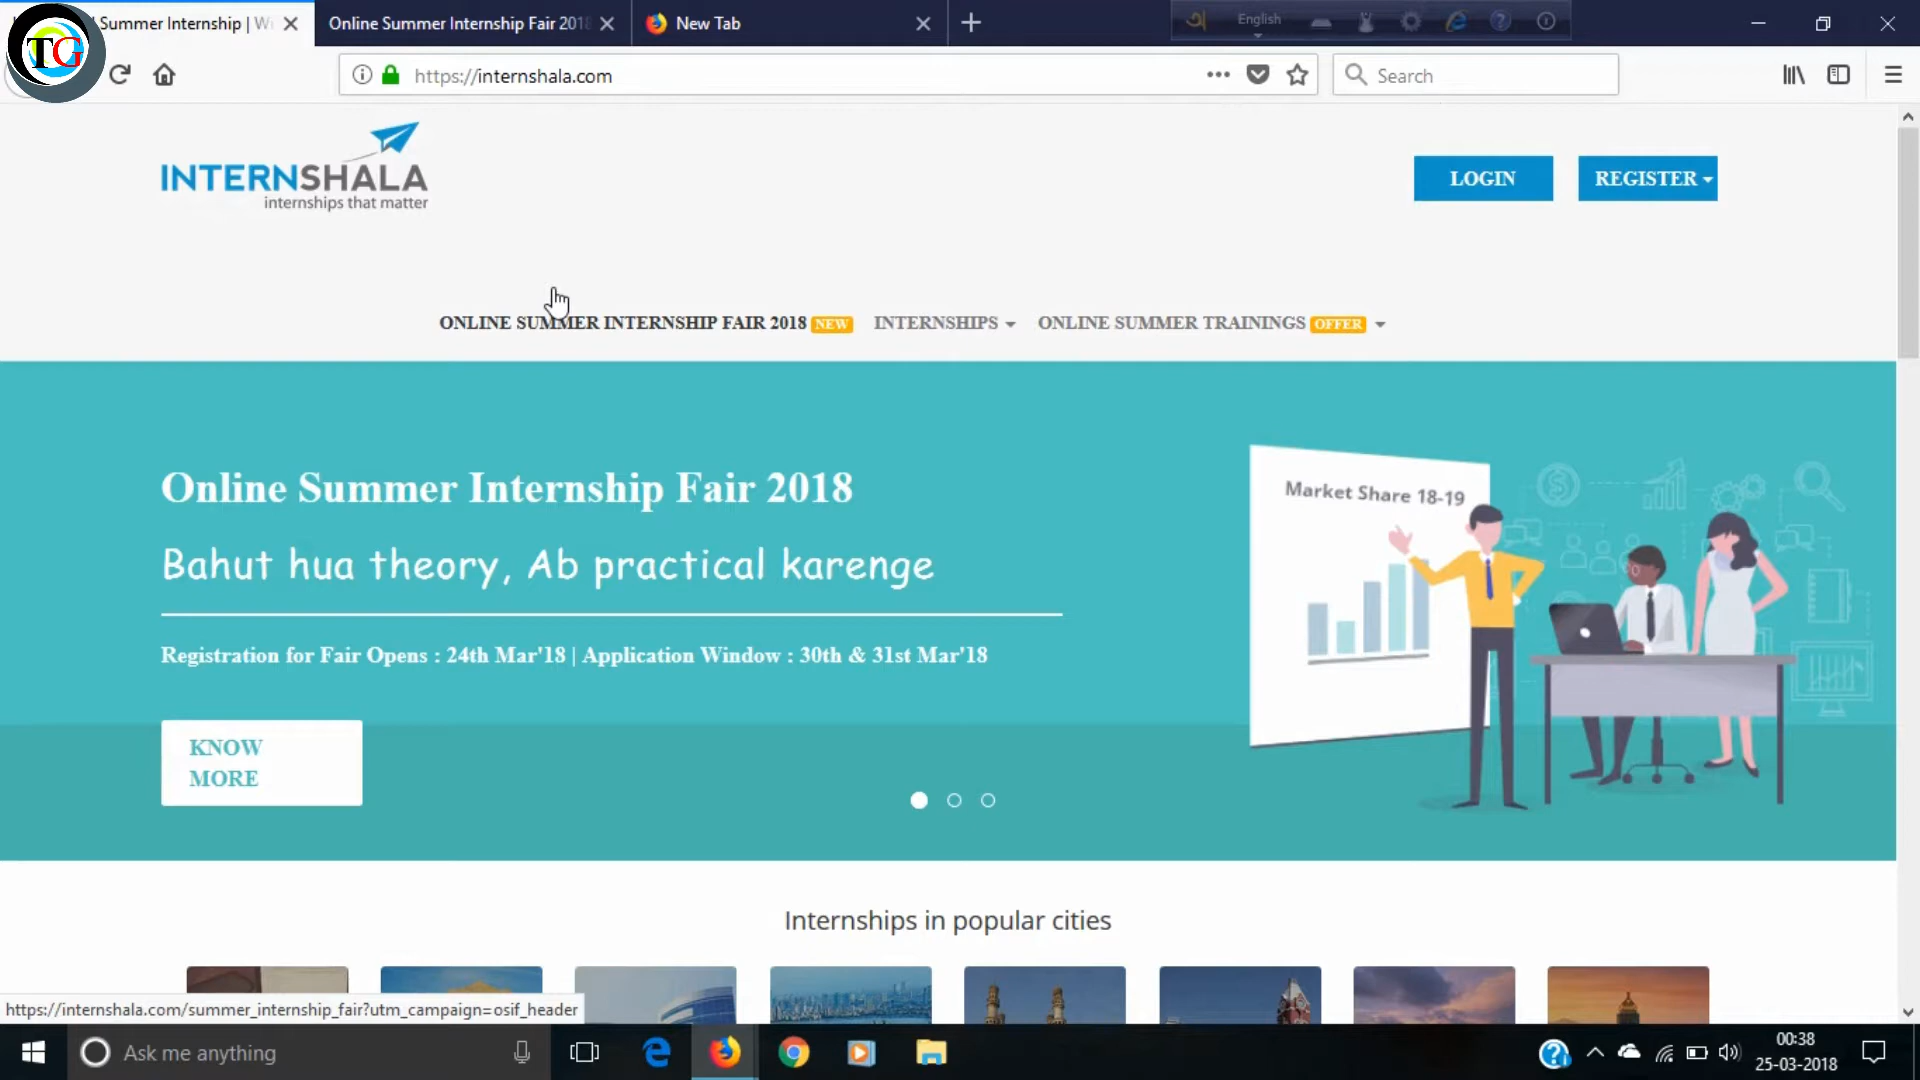 Summer Internship | W
Online Summer Internship Fair 2018
New Tab
English
TG
https://internshala.com
Search
INTERNSHALA
internships that matter
LOGIN
REGISTER
ONLINE SUMMER INTERNSHIP FAIR 2018 NEW
INTERNSHIPS
ONLINE SUMMER TRAININGS OFFER
Online Summer Internship Fair 2018
Bahut hua theory, Ab practical karenge
Registration for Fair Opens : 24th Mar'18 | Application Window : 30th & 31st Mar'18
KNOW
MORE
Market Share 18-19
Internships in popular cities
https://internshala.com/summer_internship_fair?utm_campaign=osif_header
Ask me anything
00:38
25-03-2018